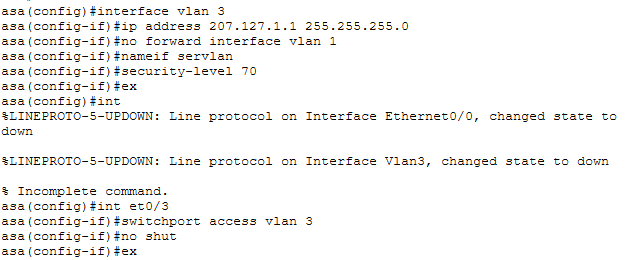 asa(config)#interface vlan 3
asa(config-if)#ip address 207.127.1.1 255.255.255.0
asa(config-if)#no forward interface vlan 1
asa(config-if)#nameif servlan
asa(config-if)#security-level 70
asa(config-if)#ex
asa(config)#int
%LINEPROTO-5-UPDOWN: Line protocol on Interface Ethernet0/0, changed state to
down
%LINEPROTO-5-UPDOWN: Line protocol on Interface Vlan3, changed state to down
% Incomplete command.
asa(config)#int et0/3
asa(config-if)#switchport access vlan 3
asa(config-if)#no shut
asa(config-if)#ex